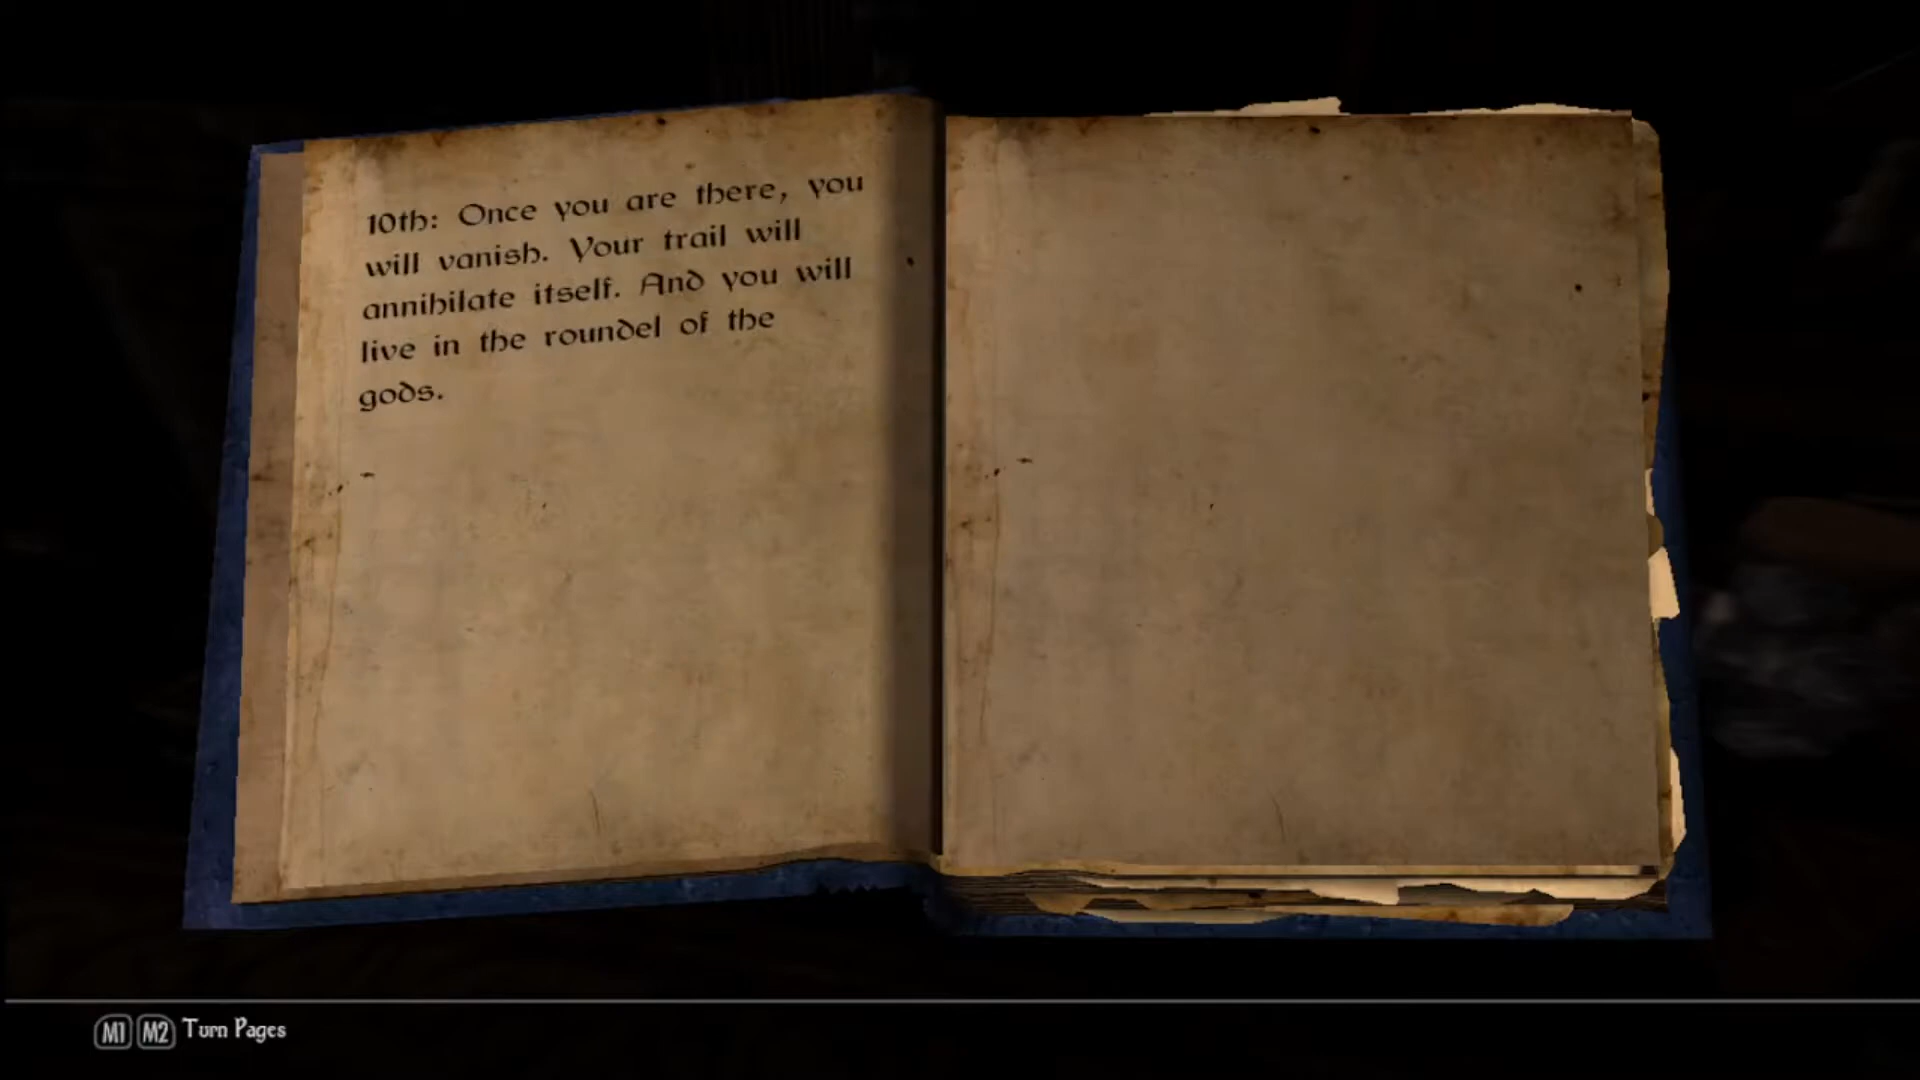 10th: Once you are there, you
will vanish. Your trail will
annihilate itself. And you will
live in the roundel of the
gods.
M1 M2 Turn Pages